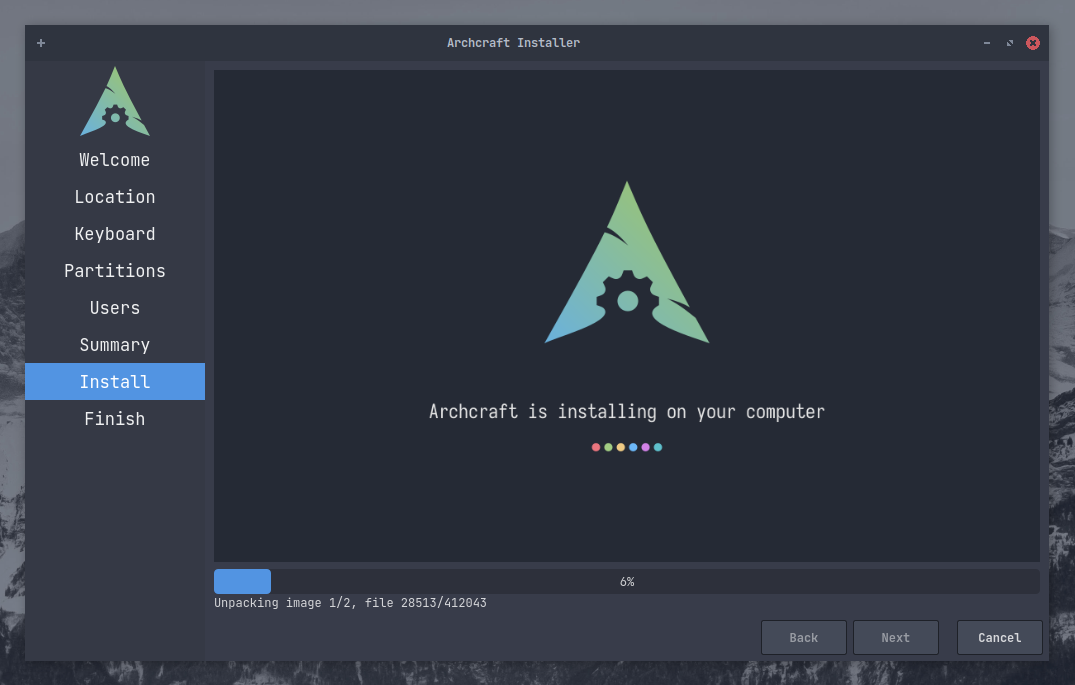 Archcraft Installer
Welcome
Location
Keyboard
Partitions
Users
Summary
Install
Finish
Archcraft is installing on your computer
6%
Unpacking image 1/2, file 28513/412043
Back
Next
Cancel